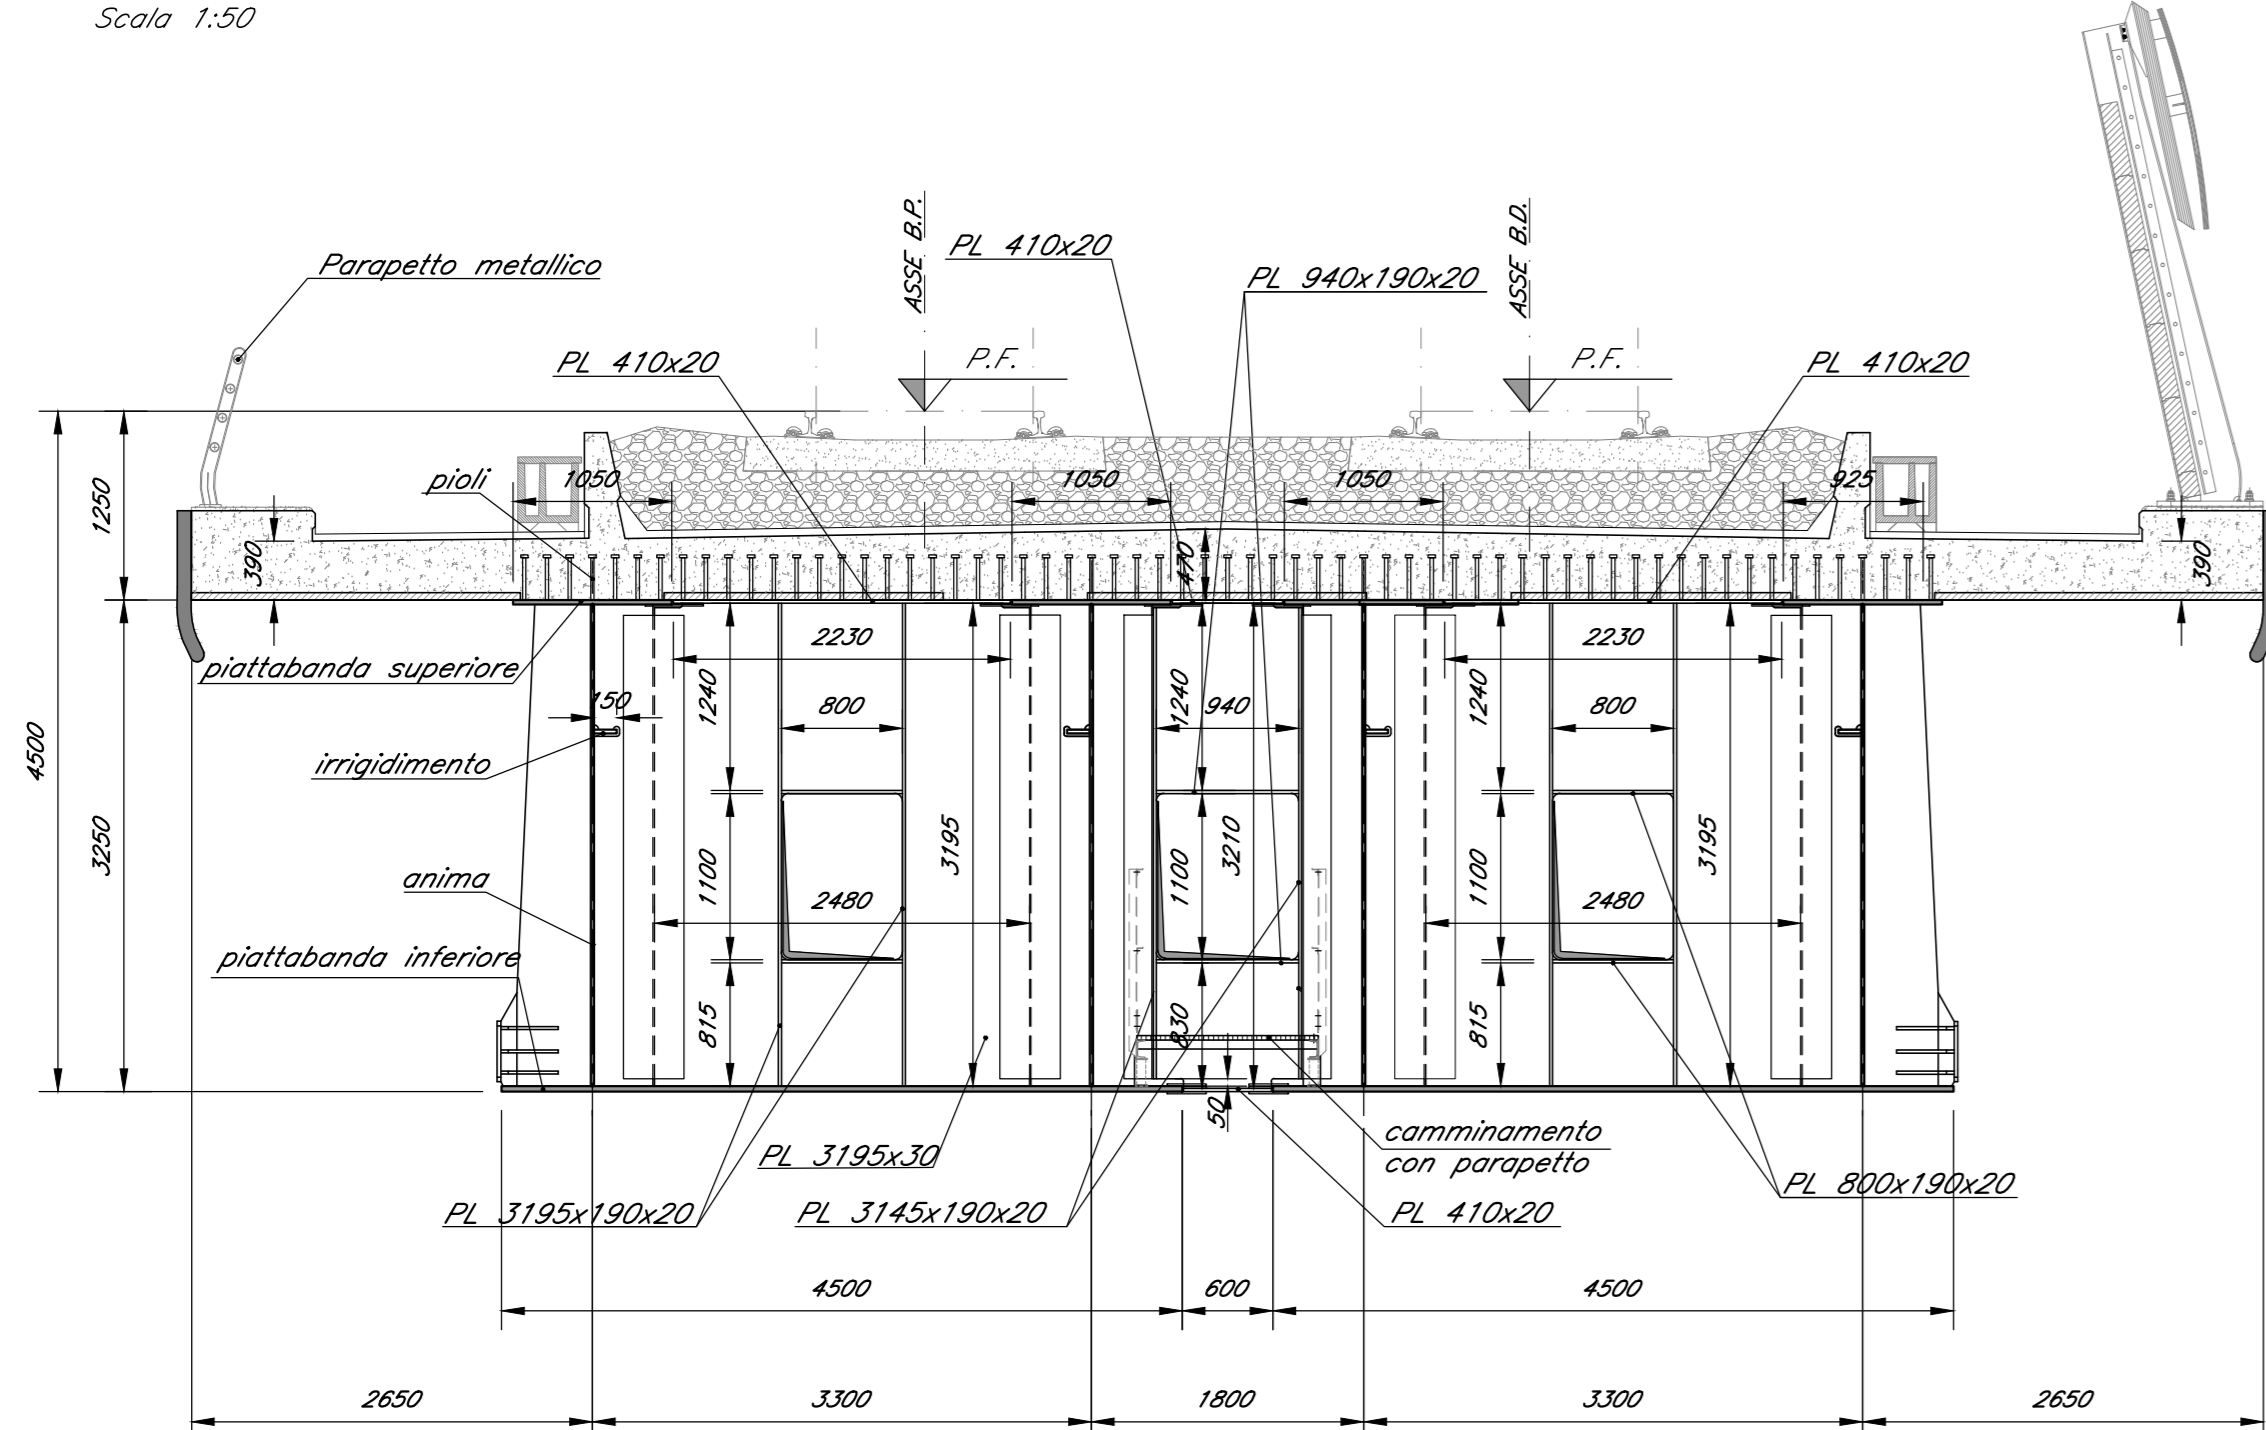 Scala 1:50
ASSE B.P.
ASSE B.D.
PL 410x20
PL 940x190x20
Parapetto metallico
PL 410x20
P.F.
P.F.
PL 410x20
pioli
1050
1050
1050
925
1250
390
470
390
piattabanda superiore
2230
2230
150
1240
800
1240
940
1240
800
4500
irrigidimento
3250
anima
1100
3195
1100
3210
1100
3195
2480
2480
piattabanda inferiore
815
830
815
50
camminamento
con parapetto
PL 3195x30
PL 800x190x20
PL 3195x190x20
PL 3145x190x20
PL 410x20
4500
600
4500
2650
3300
1800
3300
2650